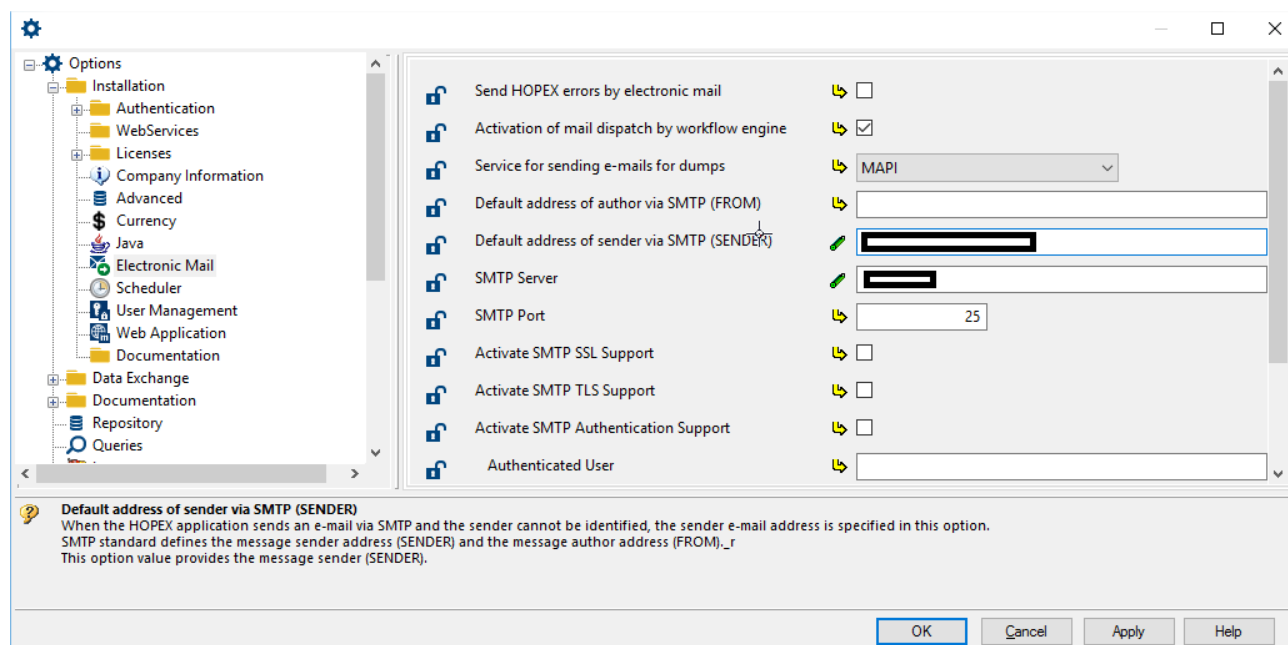 Options
Installation
Authentication
WebServices
Licenses
Company Information
Advanced
Currency
Java
Electronic Mail
Scheduler
User Management
Web Application
Documentation
Data Exchange
Documentation
Repository
Queries
Send HOPEX errors by electronic mail
Activation of mail dispatch by workflow engine
Service for sending e-mails for dumps MAPI
Default address of author via SMTP (FROM)
Default address of sender via SMTP (SENDER)
SMTP Server
SMTP Port 25
Activate SMTP SSL Support
Activate SMTP TLS Support
Activate SMTP Authentication Support
Authenticated User
Default address of sender via SMTP (SENDER)
When the HOPEX application sends an e-mail via SMTP and the sender cannot be identified, the sender e-mail address is specified in this option.
SMTP standard defines the message sender address (SENDER) and the message author address (FROM)._r
This option value provides the message sender (SENDER).
OK Cancel Apply Help